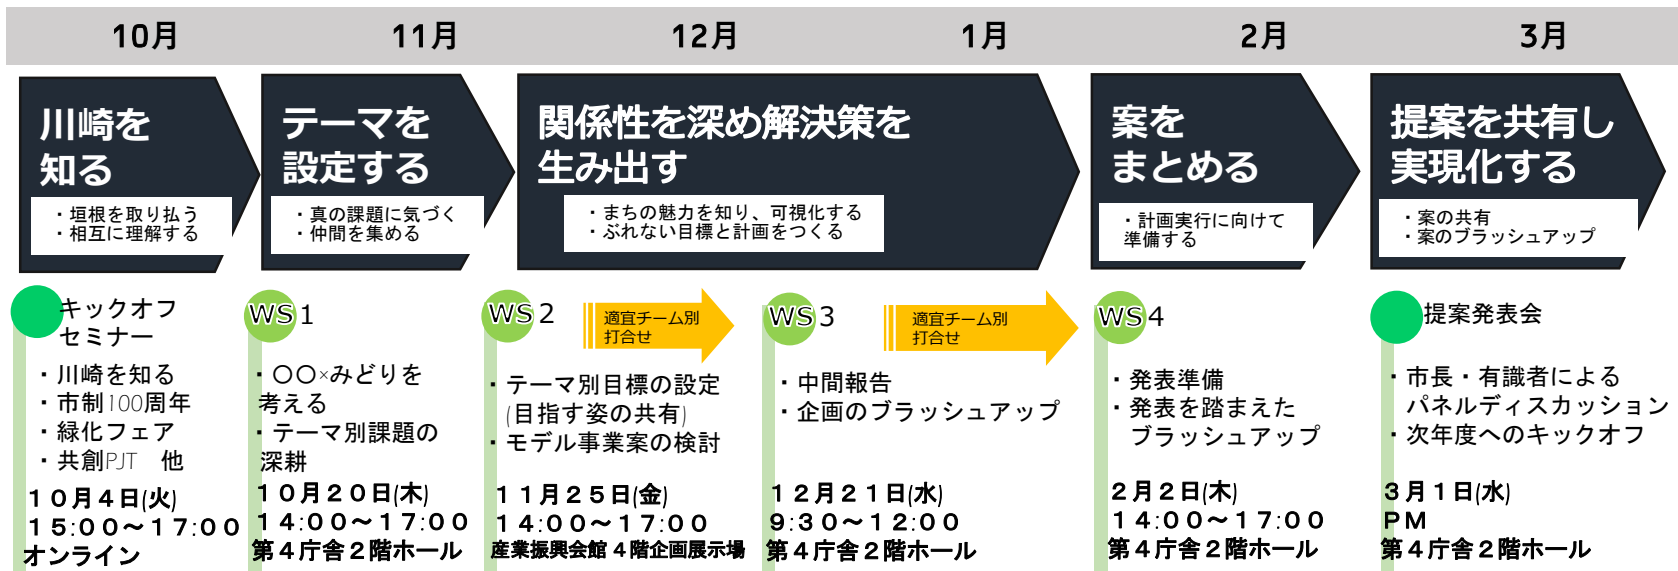 10月
11月
12月
1月
2月
3月
川崎を
知る
・垣根を取り払う
・相互に理解する
テーマを
設定する
・真の課題に気づく
・仲間を集める
関係性を深め解決策を
生み出す
・まちの魅力を知り、可視化する
・ぶれない目標と計画をつくる
案を
まとめる
・計画実行に向けて
準備する
提案を共有し
実現化する
・案の共有
・案のブラッシュアップ
キックオフ
セミナー
・川崎を知る
・市制100周年
・緑化フェア
・共創PJT　他
１０月４日(火)
１５:００～１７:００
オンライン
WS１
・〇〇×みどりを
考える
・テーマ別課題の
深耕
１０月２０日(木)
１４:００～１７:００
第４庁舎２階ホール
WS２
適宜チーム別
打合せ
・テーマ別目標の設定
(目指す姿の共有)
・モデル事業案の検討
１１月２５日(金)
１４:００～１７:００
産業振興会館４階企画展示場
WS３
適宜チーム別
打合せ
・中間報告
・企画のブラッシュアップ
１２月２１日(水)
９:３０～１２:００
第４庁舎２階ホール
WS４
・発表準備
・発表を踏まえた
ブラッシュアップ
２月２日(木)
１４:００～１７:００
第４庁舎２階ホール
提案発表会
・市長・有識者による
パネルディスカッション
・次年度へのキックオフ
３月１日(水)
ＰＭ
第４庁舎２階ホール